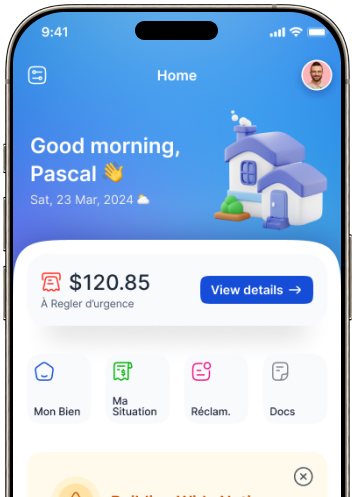 9:41
Home
Good morning,
Pascal 👋
Sat, 23 Mar, 2024
$120.85
À Regler d'urgence
View details →
Mon Bien
Ma
Situation
Réclam.
Docs